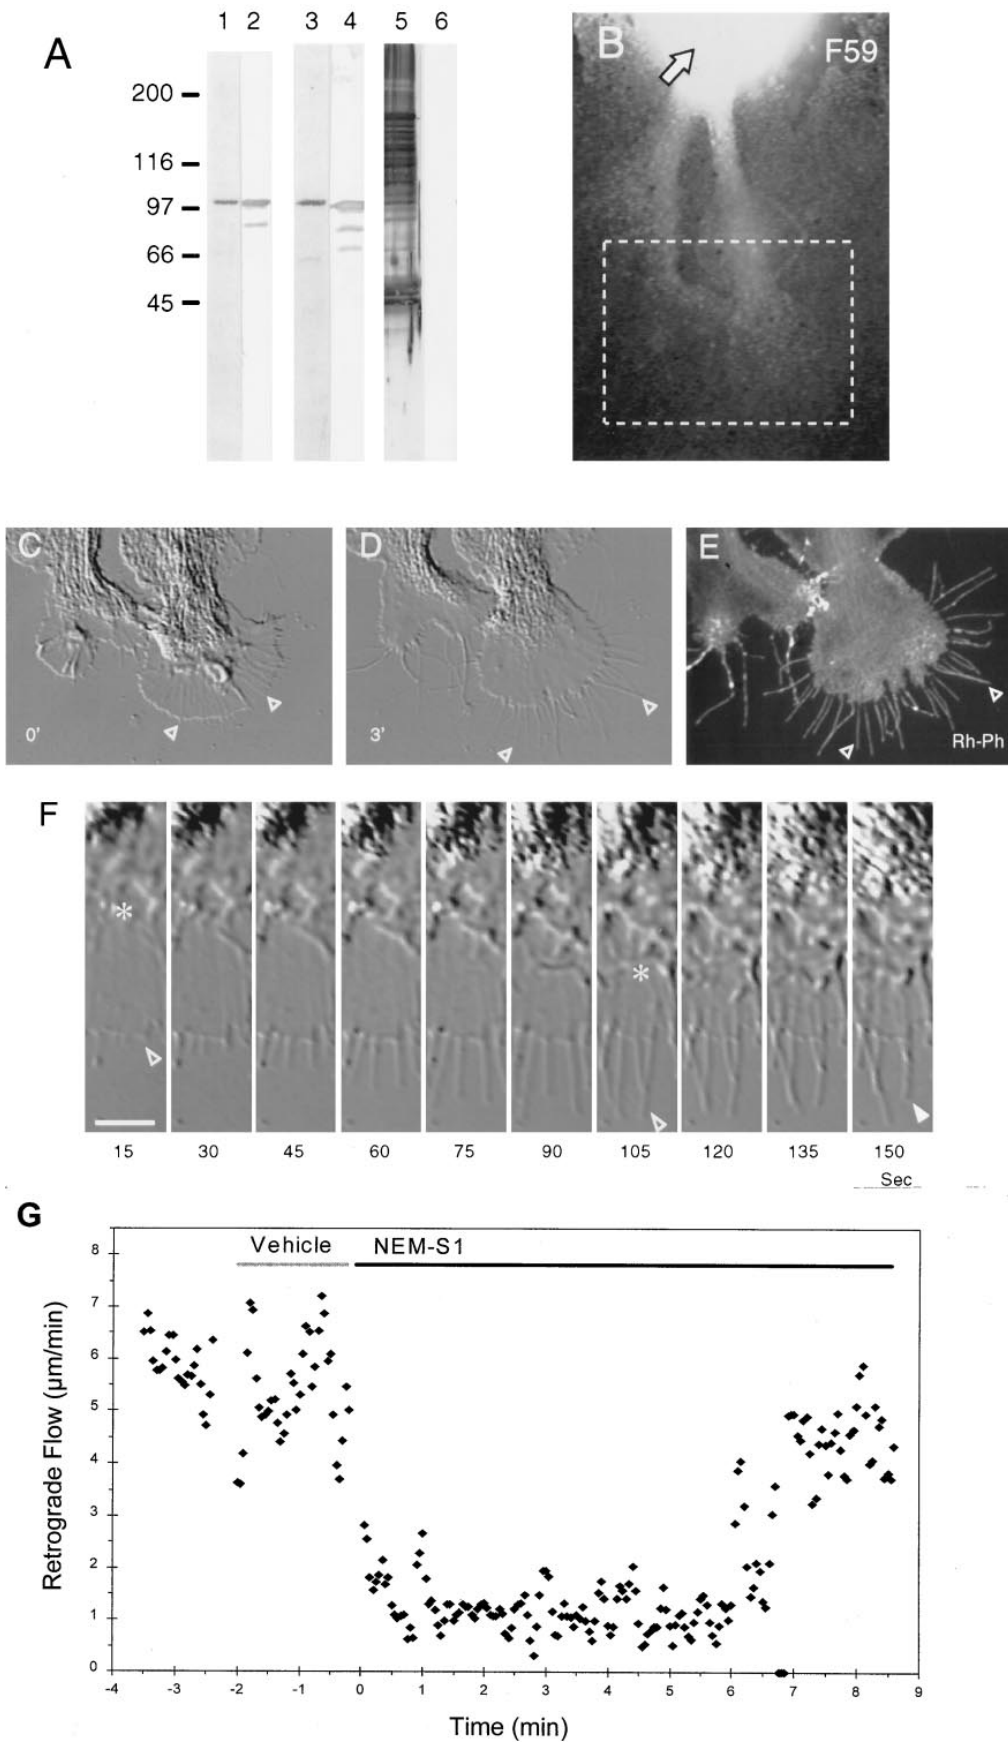 A
1 2 3 4 5 6
200
116
97
66
45
B
F59
C
0'
D
3'
E
Rh-Ph
F
*
*
15 30 45 60 75 90 105 120 135 150
Sec
G
Vehicle NEM-S1
8
7
6
5
4
3
2
1
0
-4 -3 -2 -1 0 1 2 3 4 5 6 7 8 9
Retrograde Flow (µm/min)
Time (min)